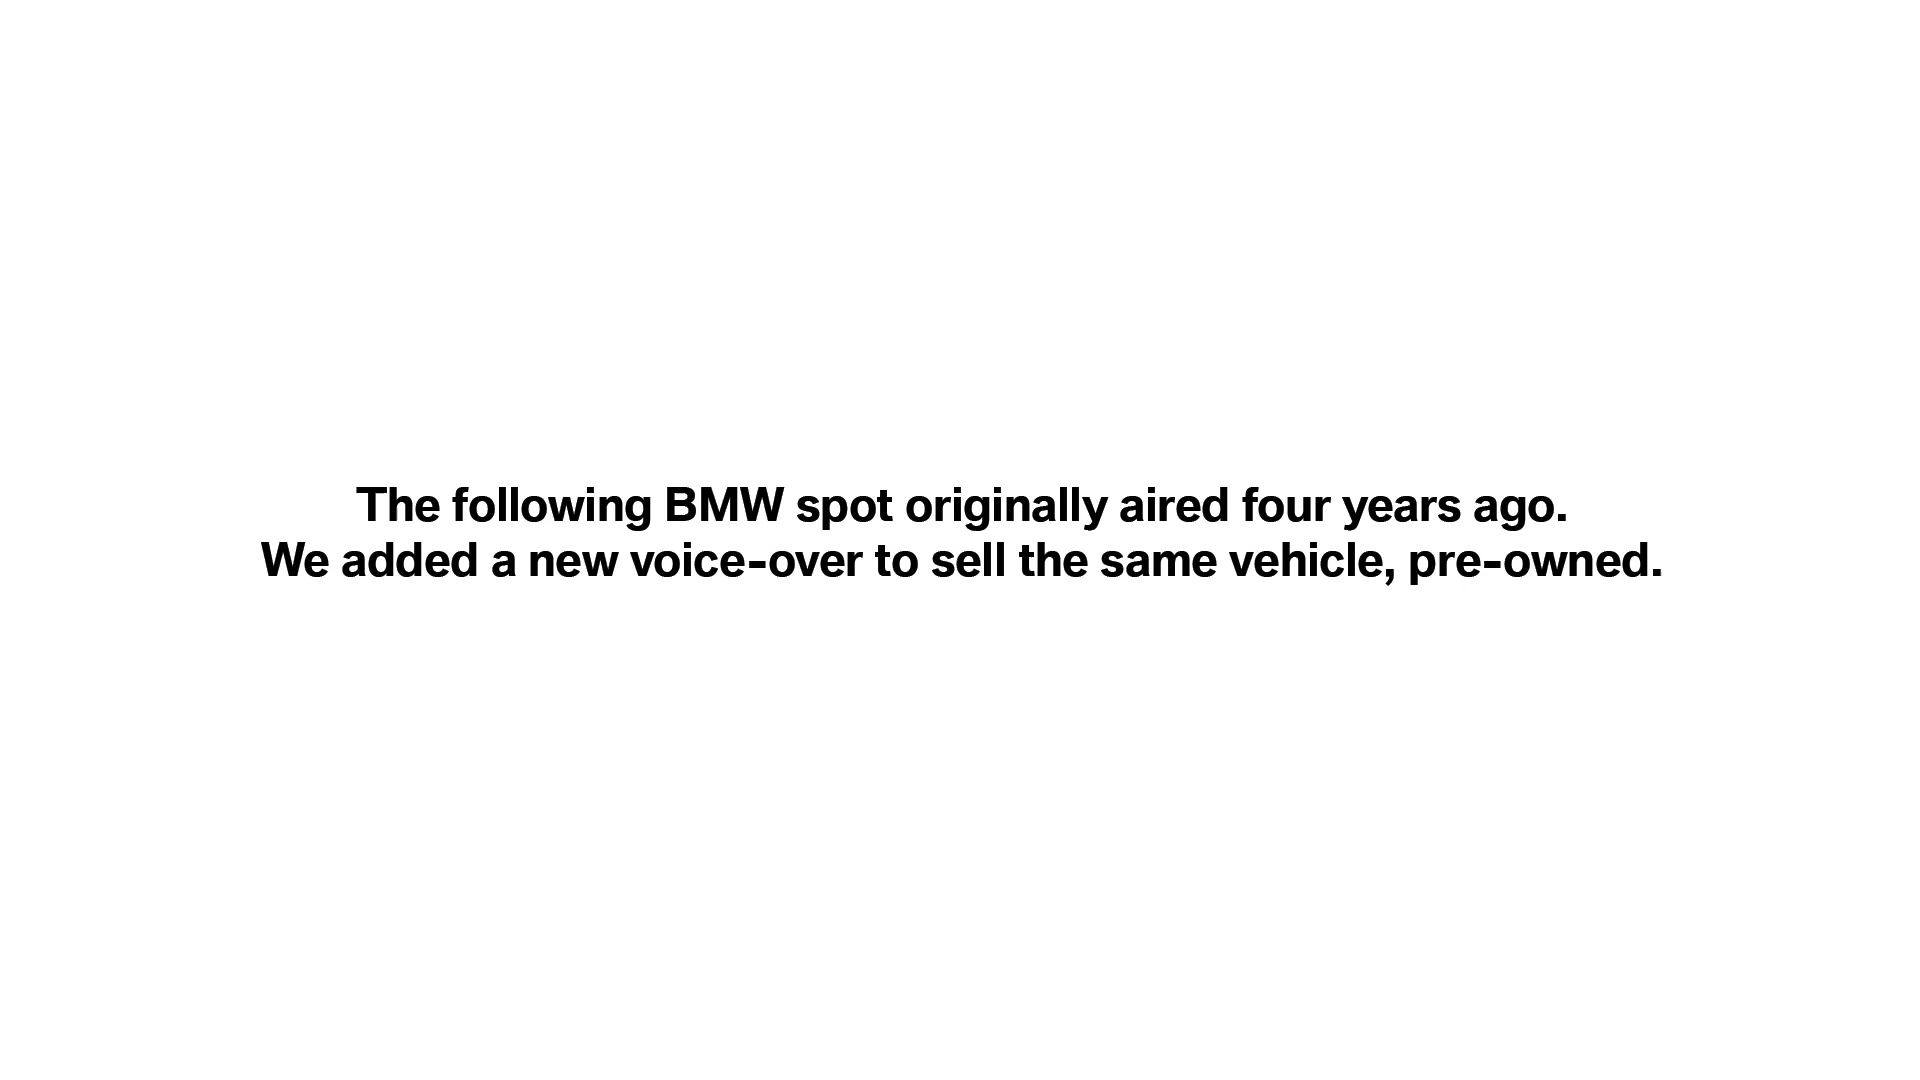 The following BMW spot originally aired four years ago.
We added a new voice-over to sell the same vehicle, pre-owned.